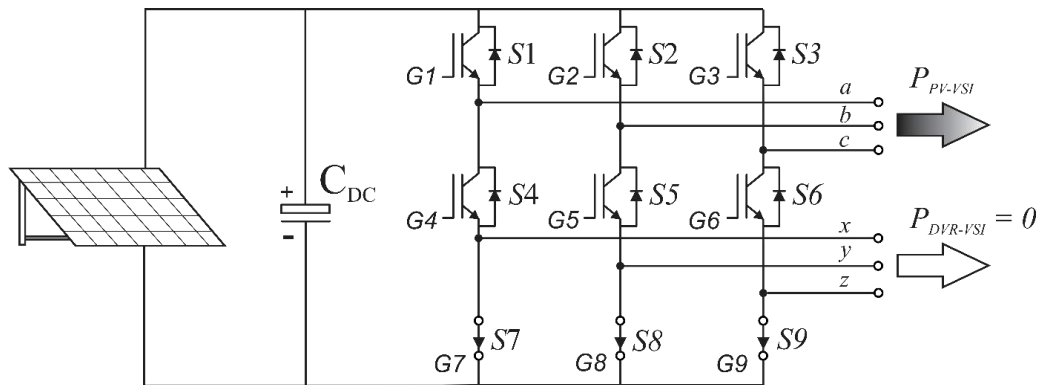 S1
S2
S3
G1
G2
G3
a
b
c
P_PV-VSI
+
C_DC
-
S4
S5
S6
G4
G5
G6
x
y
z
P_DVR-VSI = 0
S7
S8
S9
G7
G8
G9